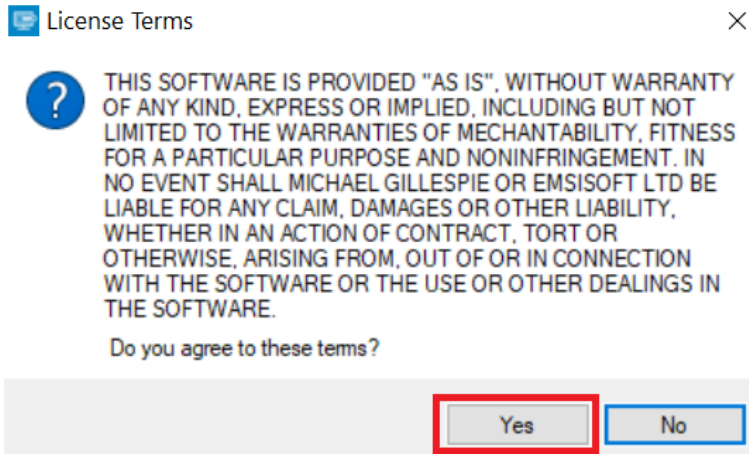 License Terms
THIS SOFTWARE IS PROVIDED "AS IS", WITHOUT WARRANTY
OF ANY KIND, EXPRESS OR IMPLIED, INCLUDING BUT NOT
LIMITED TO THE WARRANTIES OF MECHANTABILITY, FITNESS
FOR A PARTICULAR PURPOSE AND NONINFRINGEMENT. IN
NO EVENT SHALL MICHAEL GILLESPIE OR EMSISOFT LTD BE
LIABLE FOR ANY CLAIM, DAMAGES OR OTHER LIABILITY,
WHETHER IN AN ACTION OF CONTRACT, TORT OR
OTHERWISE, ARISING FROM, OUT OF OR IN CONNECTION
WITH THE SOFTWARE OR THE USE OR OTHER DEALINGS IN
THE SOFTWARE.
Do you agree to these terms?
Yes No